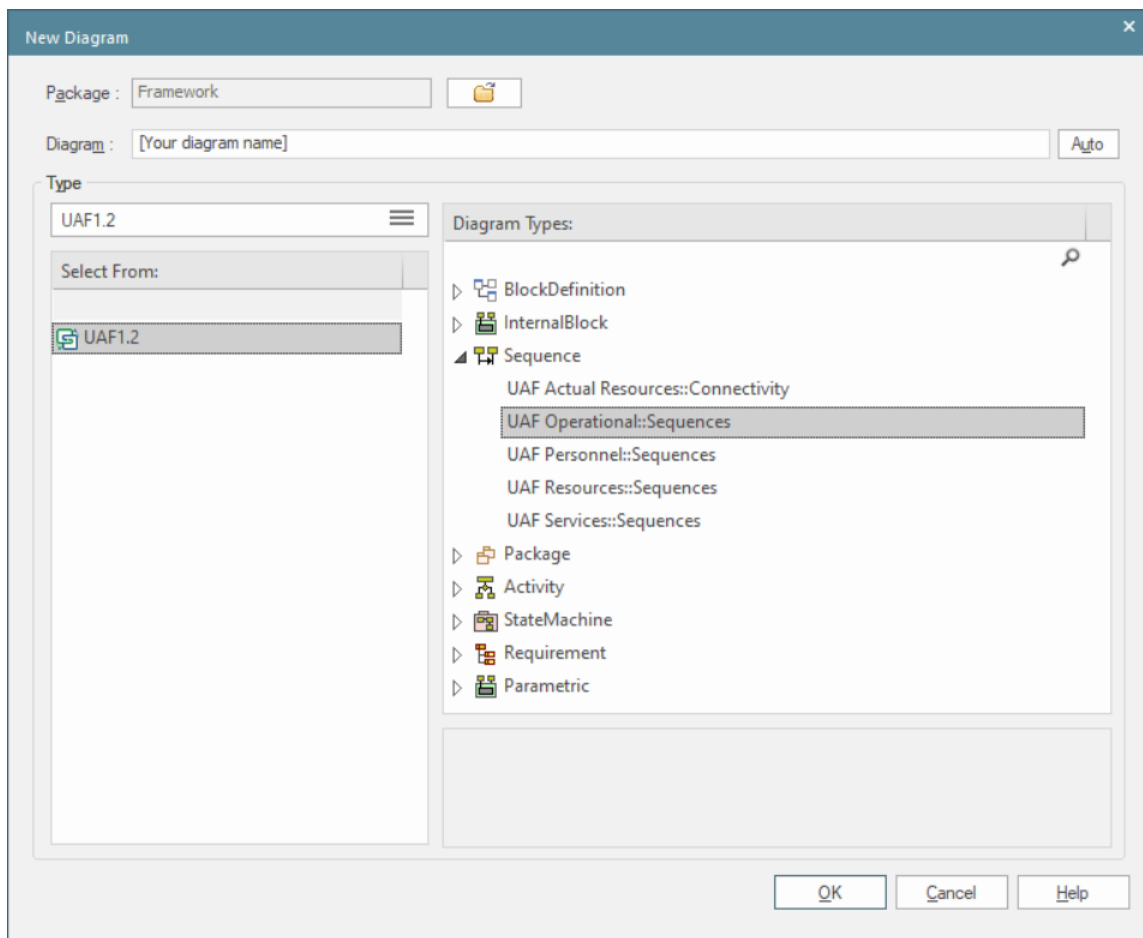 New Diagram
Package : Framework
Diagram : [Your diagram name] Auto
Type
UAF1.2
Select From:
UAF1.2
Diagram Types:
BlockDefinition
InternalBlock
Sequence
UAF Actual Resources::Connectivity
UAF Operational::Sequences
UAF Personnel::Sequences
UAF Resources::Sequences
UAF Services::Sequences
Package
Activity
StateMachine
Requirement
Parametric
OK Cancel Help